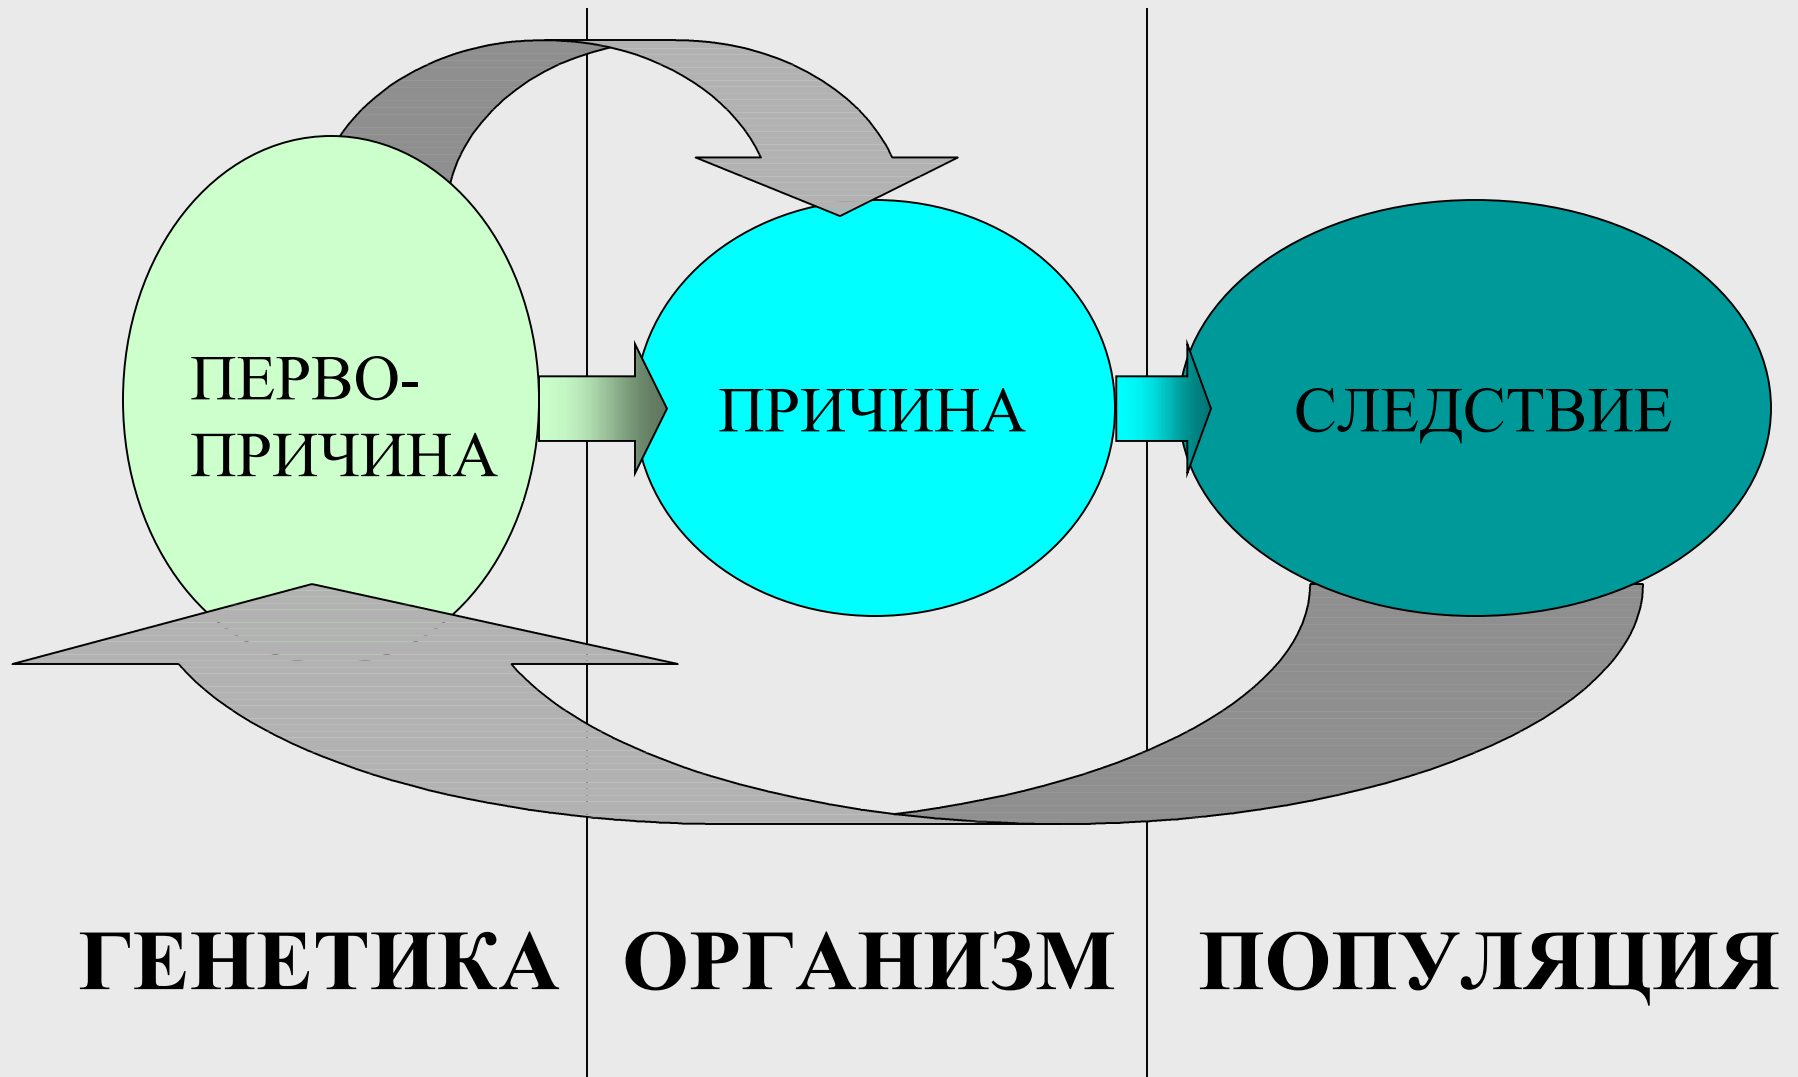 ПЕРВО-
ПРИЧИНА
ПРИЧИНА
СЛЕДСТВИЕ
ГЕНЕТИКА
ОРГАНИЗМ
ПОПУЛЯЦИЯ